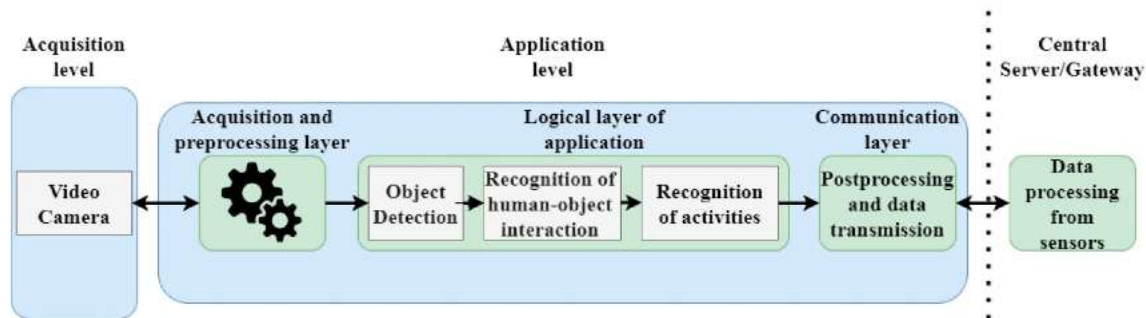 Acquisition
level
Application
level
Central
Server/Gateway
Acquisition and
preprocessing layer
Logical layer of
application
Communication
layer
Video
Camera
Object
Detection
Recognition of
human-object
interaction
Recognition
of activities
Postprocessing
and data
transmission
Data
processing
from
sensors